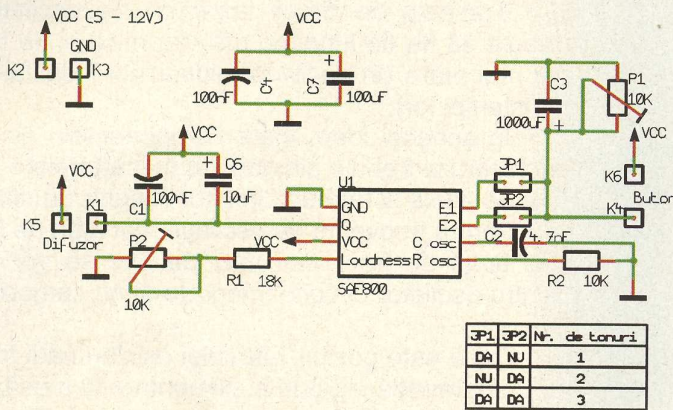 VCC (5 - 12V)
GND
K2
K3
VCC
100nF
C4
C7
100uF
C3
1000uF
P1
10K
VCC
K6
Buton
K4
VCC
VCC
C6
100nF
10uF
C1
K5
K1
Difuzor
P2
10K
VCC
R1
18K
U1
GND
Q
VCC
Loudness
E1
E2
C osc
R osc
SAE800
JP1
JP2
C2
4.7nF
R2
10K
JP1 JP2 Nr. de tonuri
DA NU 1
NU DA 2
DA DA 3